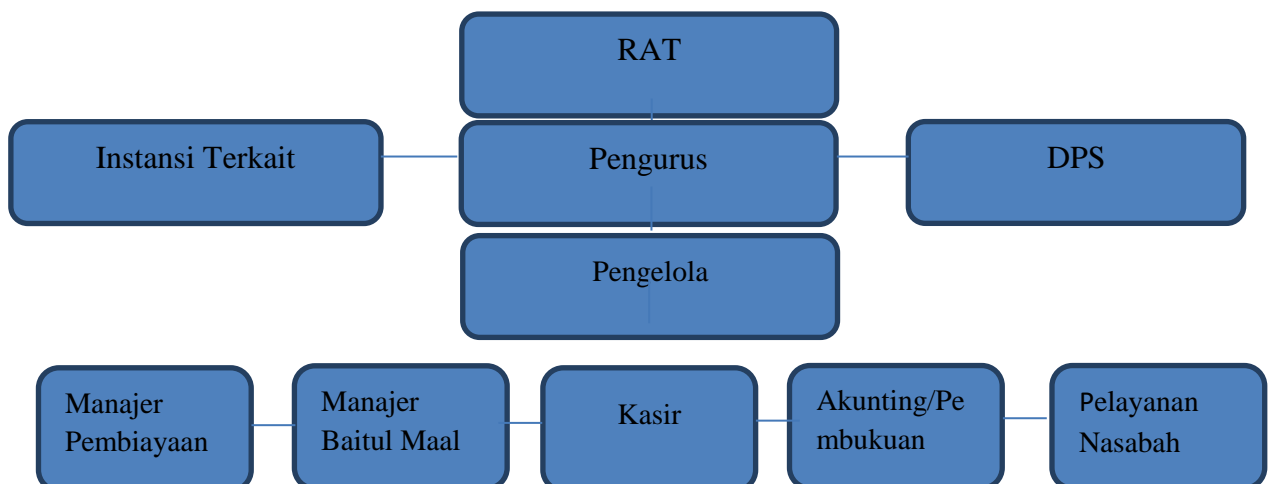 RAT
Instansi Terkait
Pengurus
DPS
Pengelola
Manajer
Pembiayaan
Manajer
Baitul Maal
Kasir
Akunting/Pe
mbukuan
Pelayanan
Nasabah